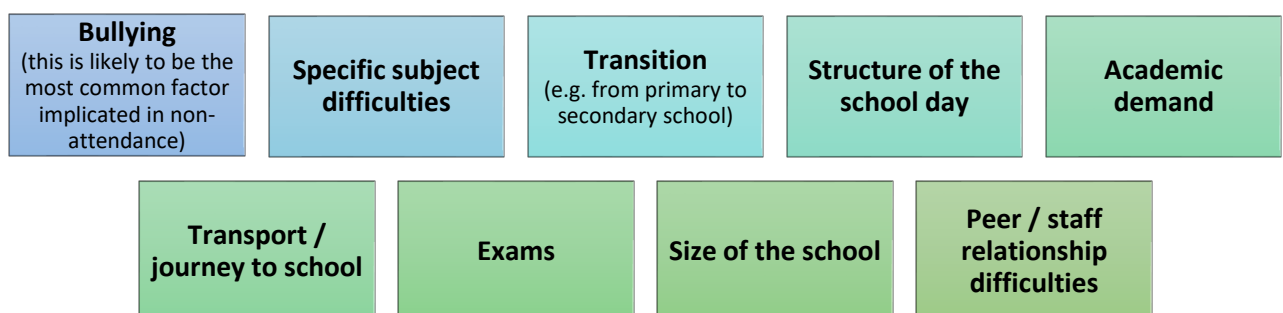 Bullying
(this is likely to be the
most common factor
implicated in non-
attendance)
Specific subject
difficulties
Transition
(e.g. from primary to
secondary school)
Structure of the
school day
Academic
demand
Transport /
journey to school
Exams
Size of the school
Peer / staff
relationship
difficulties